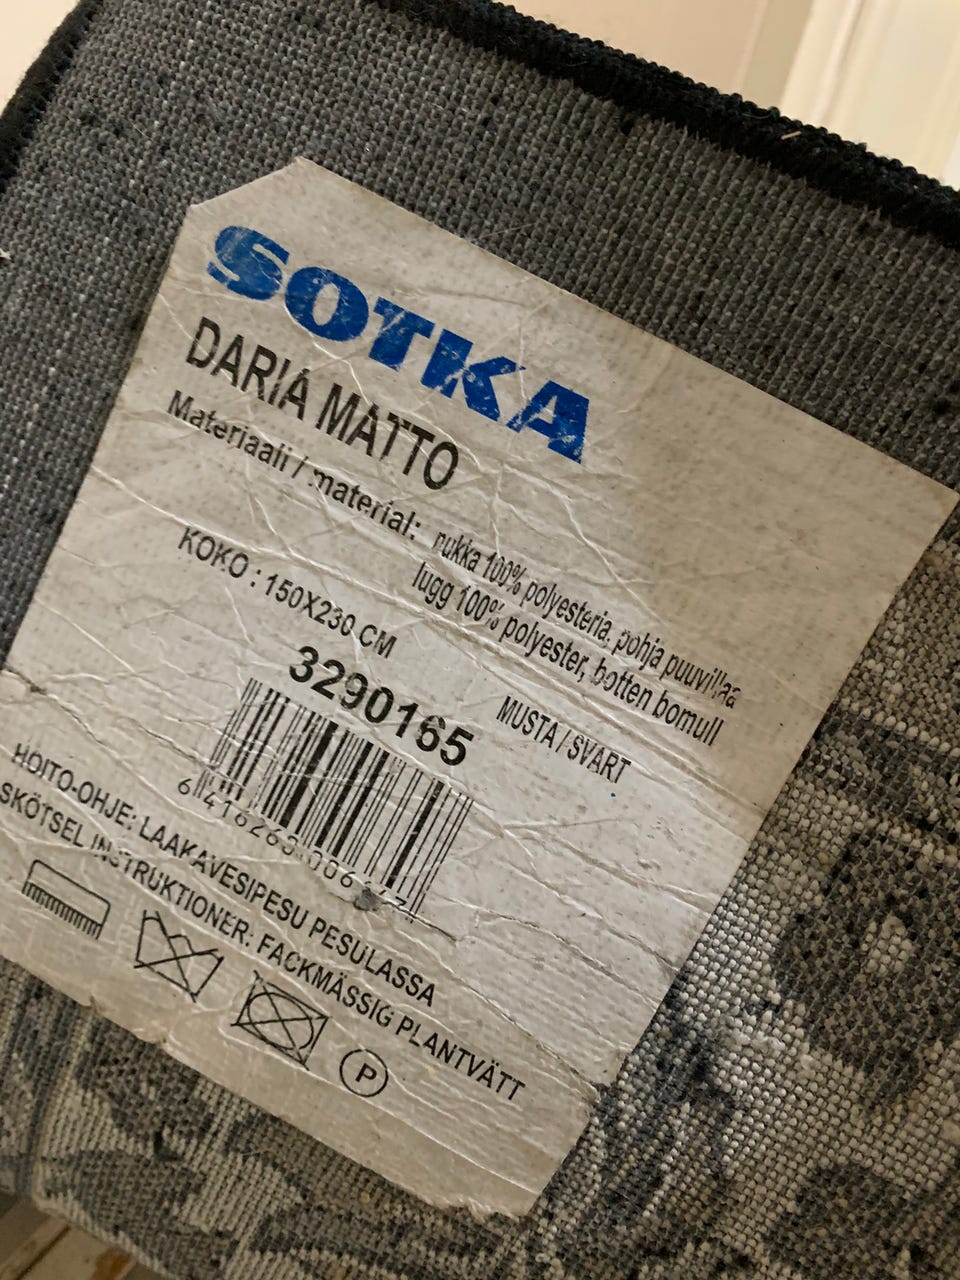 SOTKA
DARIA MATTO
Materiaali / material: nukka 100% polyesteria, pohja puuvillaa
lugg 100% polyester, botten bomull
KOKO : 150X230 CM
MUSTA / SVART
3290165
HOITO-OHJE: LAAKAVESIPESU PESULASSA
SKÖTSEL INSTRUKTIONER: FACKMÄSSIG PLANTVÄTT
P